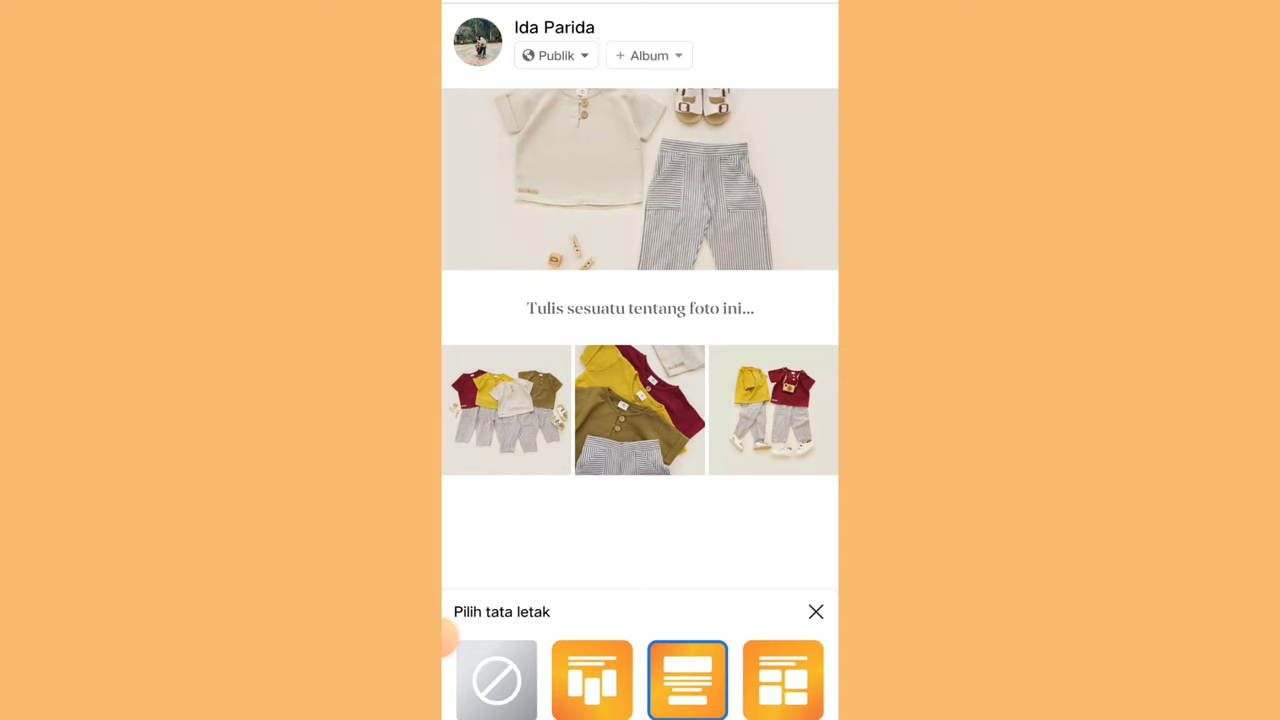 Ida Parida
Publik
+ Album
Tulis sesuatu tentang foto ini...
Pilih tata letak